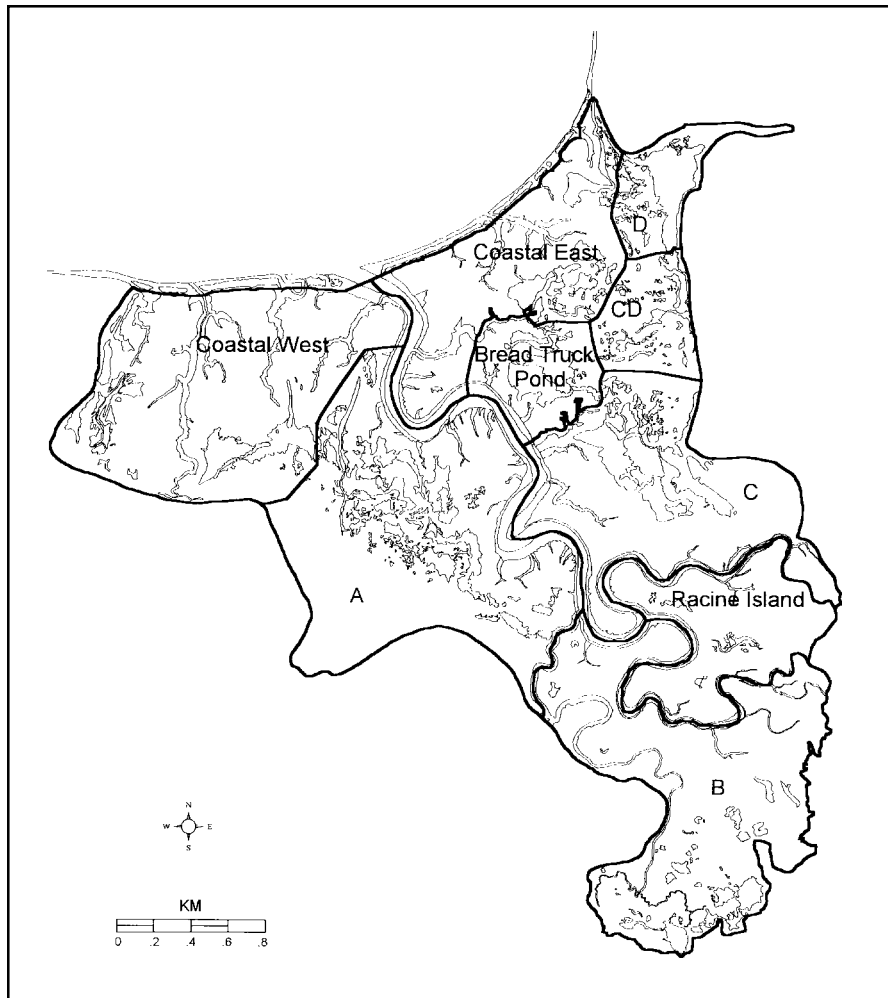 D
Coastal East
CD
Coastal West
Bread Truck
Pond
C
A
Racine Island
B
N
W E
S
KM
0 .2 .4 .6 .8